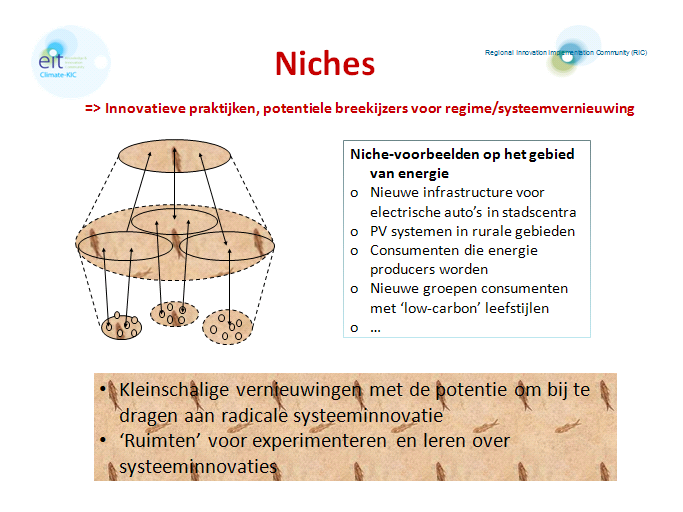 eit
Climate-KIC
Regional Innovation Implementation Community (RIC)
Niches
=> Innovatieve praktijken, potentiele breekijzers voor regime/systeemvernieuwing
Niche-voorbeelden op het gebied
van energie
o Nieuwe infrastructure voor
electrische auto's in stadscentra
o PV systemen in rurale gebieden
o Consumenten die energie
producers worden
o Nieuwe groepen consumenten
met 'low-carbon' leefstijlen
o ...
• Kleinschalige vernieuwingen met de potentie om bij te
dragen aan radicale systeeminnovatie
• 'Ruimten' voor experimenteren en leren over
systeeminnovaties